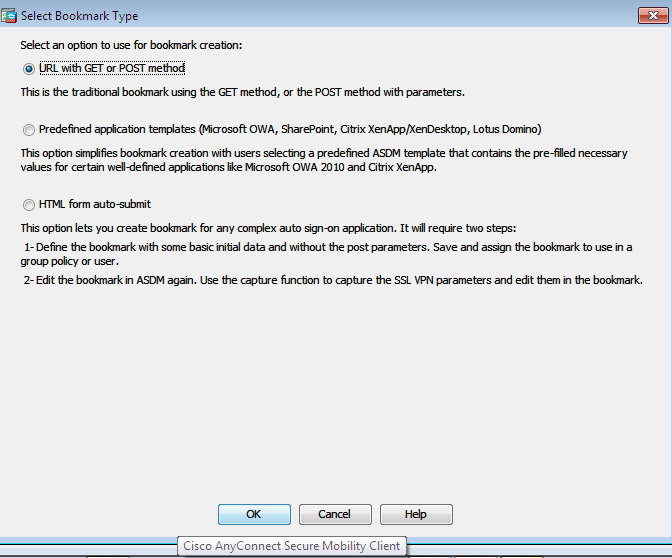 Select Bookmark Type
Select an option to use for bookmark creation:
URL with GET or POST method
This is the traditional bookmark using the GET method, or the POST method with parameters.
Predefined application templates (Microsoft OWA, SharePoint, Citrix XenApp/XenDesktop, Lotus Domino)
This option simplifies bookmark creation with users selecting a predefined ASDM template that contains the pre-filled necessary
values for certain well-defined applications like Microsoft OWA 2010 and Citrix XenApp.
HTML form auto-submit
This option lets you create bookmark for any complex auto sign-on application. It will require two steps:
1- Define the bookmark with some basic initial data and without the post parameters. Save and assign the bookmark to use in a
group policy or user.
2- Edit the bookmark in ASDM again. Use the capture function to capture the SSL VPN parameters and edit them in the bookmark.
OK Cancel Help
Cisco AnyConnect Secure Mobility Client